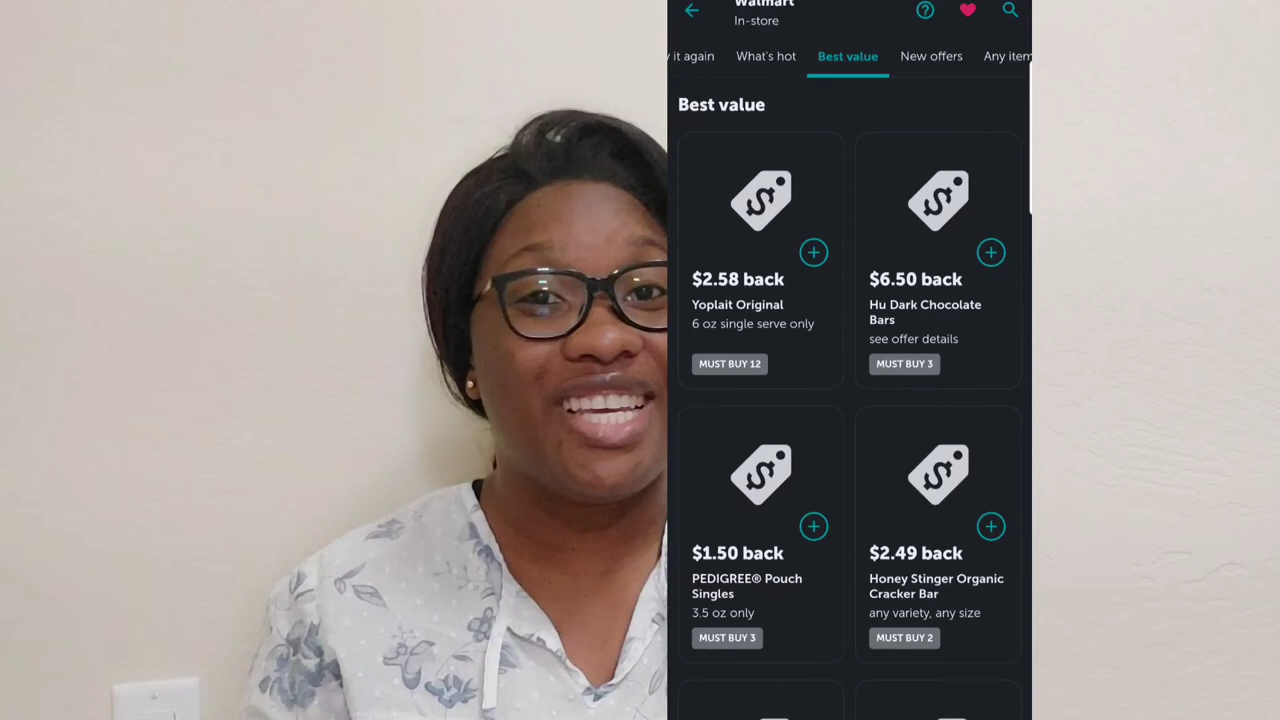 Walmart
In-store
it again
What's hot
Best value
New offers
Any item
Best value
$2.58 back
Yoplait Original
6 oz single serve only
MUST BUY 12
$6.50 back
Hu Dark Chocolate
Bars
see offer details
MUST BUY 3
$1.50 back
PEDIGREE® Pouch
Singles
3.5 oz only
MUST BUY 3
$2.49 back
Honey Stinger Organic
Cracker Bar
any variety, any size
MUST BUY 2